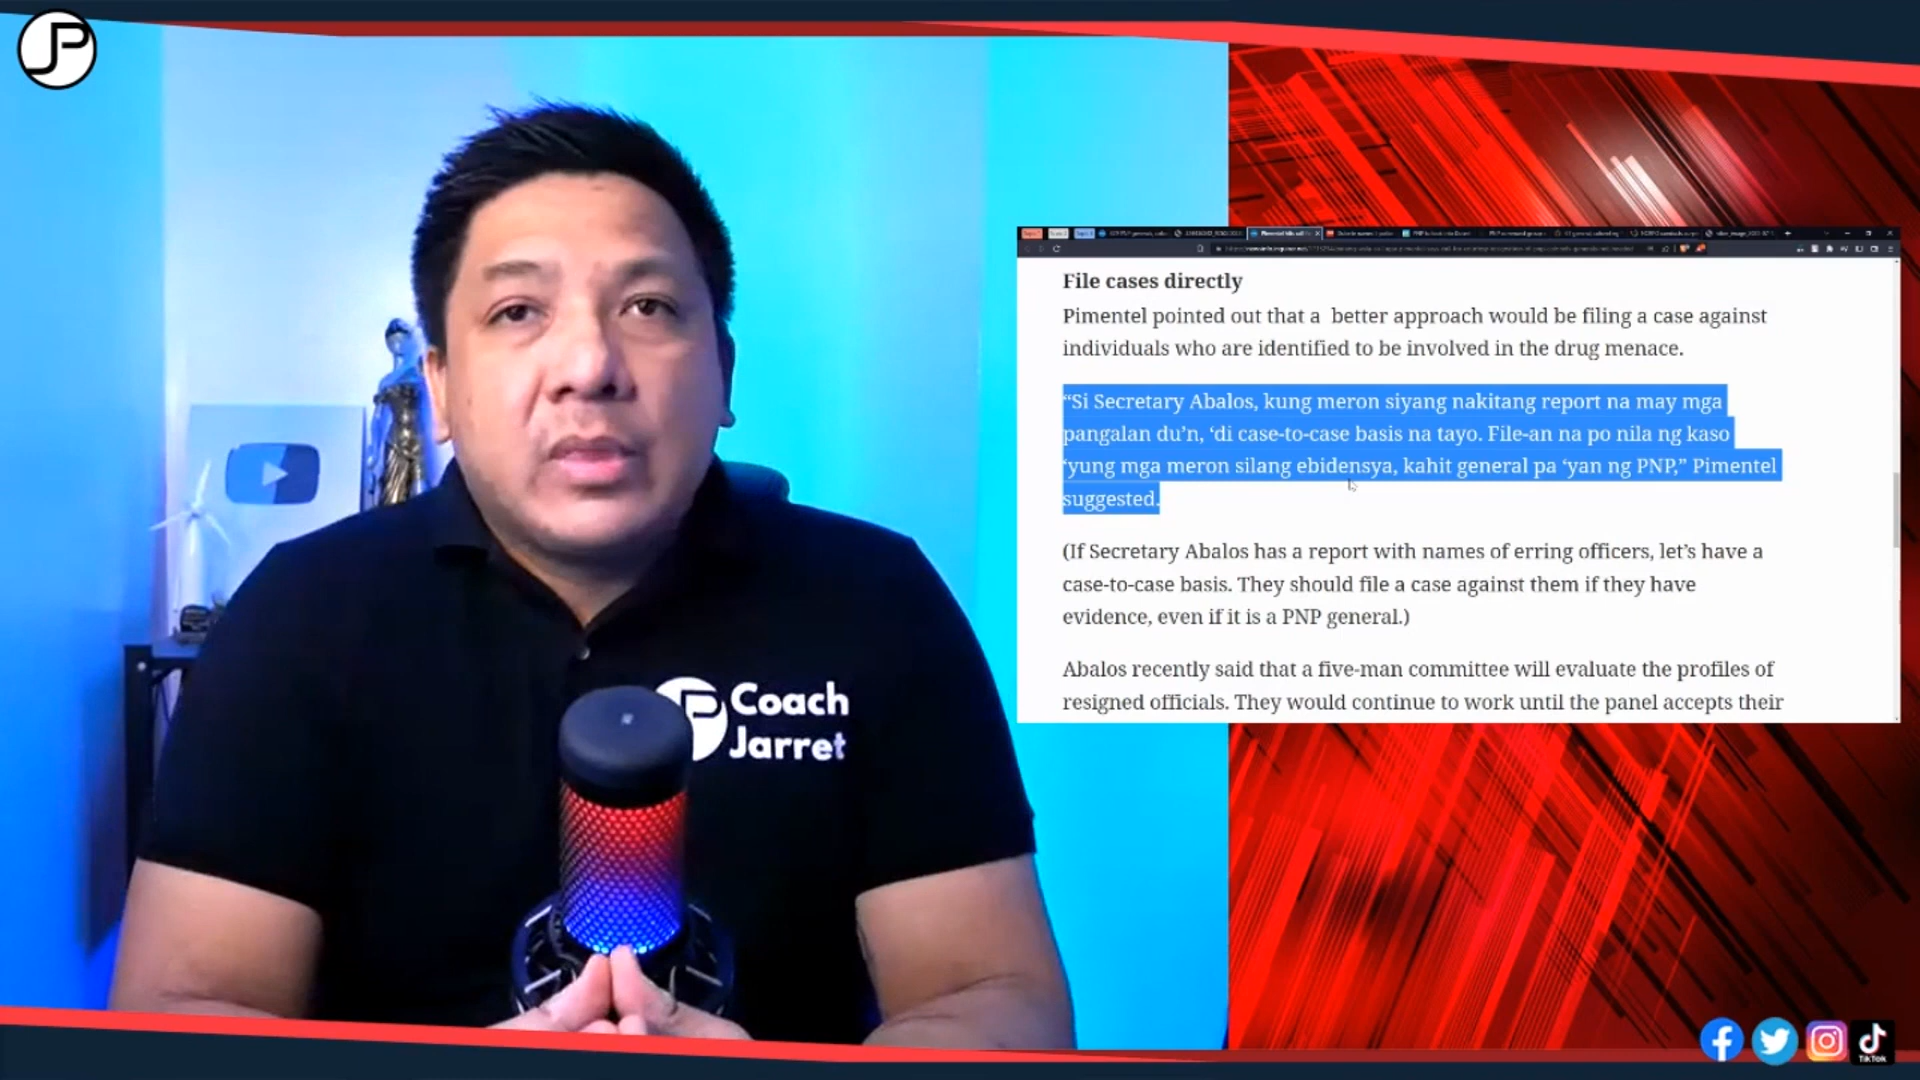 JP
File cases directly
Pimentel pointed out that a better approach would be filing a case against
individuals who are identified to be involved in the drug menace.
“Si Secretary Abalos, kung meron siyang nakitang report na may mga
pangalan du’n, ‘di case-to-case basis na tayo. File-an na po nila ng kaso
‘yung mga meron silang ebidensya, kahit general pa ‘yan ng PNP,” Pimentel
suggested.
(If Secretary Abalos has a report with names of erring officers, let’s have a
case-to-case basis. They should file a case against them if they have
evidence, even if it is a PNP general.)
Abalos recently said that a five-man committee will evaluate the profiles of
resigned officials. They would continue to work until the panel accepts their
Coach
Jarret
TikTok